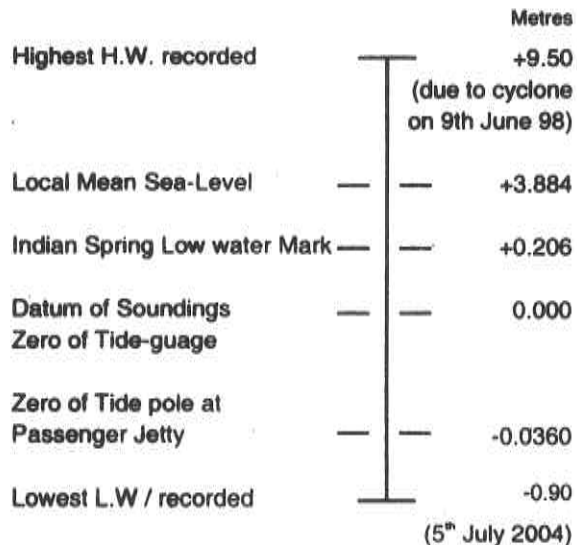 Metres
Highest H.W. recorded +9.50
(due to cyclone
on 9th June 98)
Local Mean Sea-Level +3.884
Indian Spring Low water Mark +0.206
Datum of Soundings 0.000
Zero of Tide-guage
Zero of Tide pole at
Passenger Jetty -0.0360
Lowest L.W / recorded -0.90
(5th July 2004)